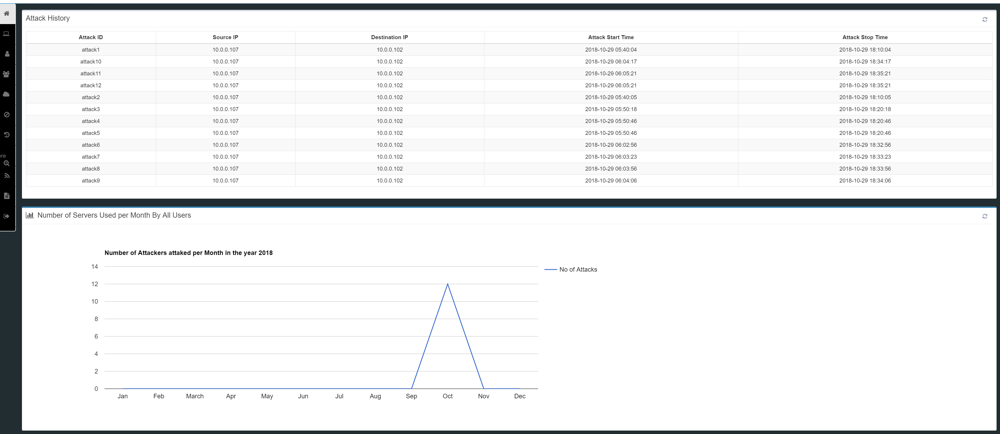 Attack History
Attack ID Source IP Destination IP Attack Start Time Attack Stop Time
attack1 10.0.0.107 10.0.0.102 2018-10-29 05:40:04 2018-10-29 18:10:04
attack10 10.0.0.107 10.0.0.102 2018-10-29 06:04:17 2018-10-29 18:34:17
attack11 10.0.0.107 10.0.0.102 2018-10-29 06:05:21 2018-10-29 18:35:21
attack12 10.0.0.107 10.0.0.102 2018-10-29 06:05:21 2018-10-29 18:35:21
attack2 10.0.0.107 10.0.0.102 2018-10-29 05:40:05 2018-10-29 18:10:05
attack3 10.0.0.107 10.0.0.102 2018-10-29 05:50:18 2018-10-29 18:20:18
attack4 10.0.0.107 10.0.0.102 2018-10-29 05:50:46 2018-10-29 18:20:46
attack5 10.0.0.107 10.0.0.102 2018-10-29 05:50:46 2018-10-29 18:20:46
attack6 10.0.0.107 10.0.0.102 2018-10-29 06:02:56 2018-10-29 18:32:56
attack7 10.0.0.107 10.0.0.102 2018-10-29 06:03:23 2018-10-29 18:33:23
attack8 10.0.0.107 10.0.0.102 2018-10-29 06:03:56 2018-10-29 18:33:56
attack9 10.0.0.107 10.0.0.102 2018-10-29 06:04:06 2018-10-29 18:34:06
Number of Servers Used per Month By All Users
Number of Attackers attaked per Month in the year 2018
14
No of Attacks
12
10
8
6
4
2
0
Jan Feb March Apr May Jun Jul Aug Sep Oct Nov Dec